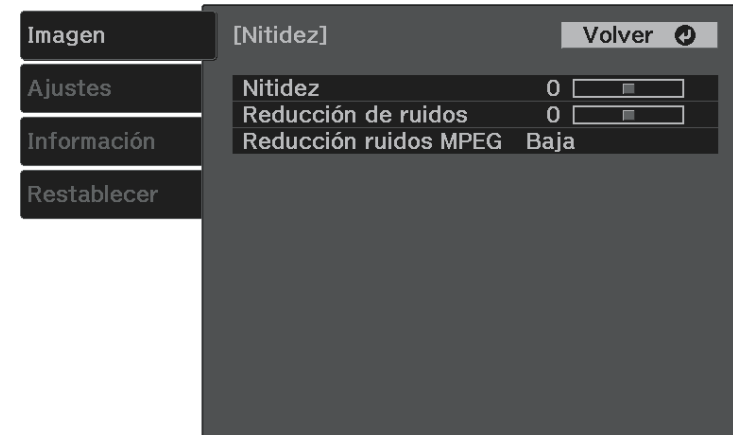 Imagen
Ajustes
Información
Restablecer
[Nitidez]
Volver
Nitidez 0
Reducción de ruidos 0
Reducción ruidos MPEG Baja